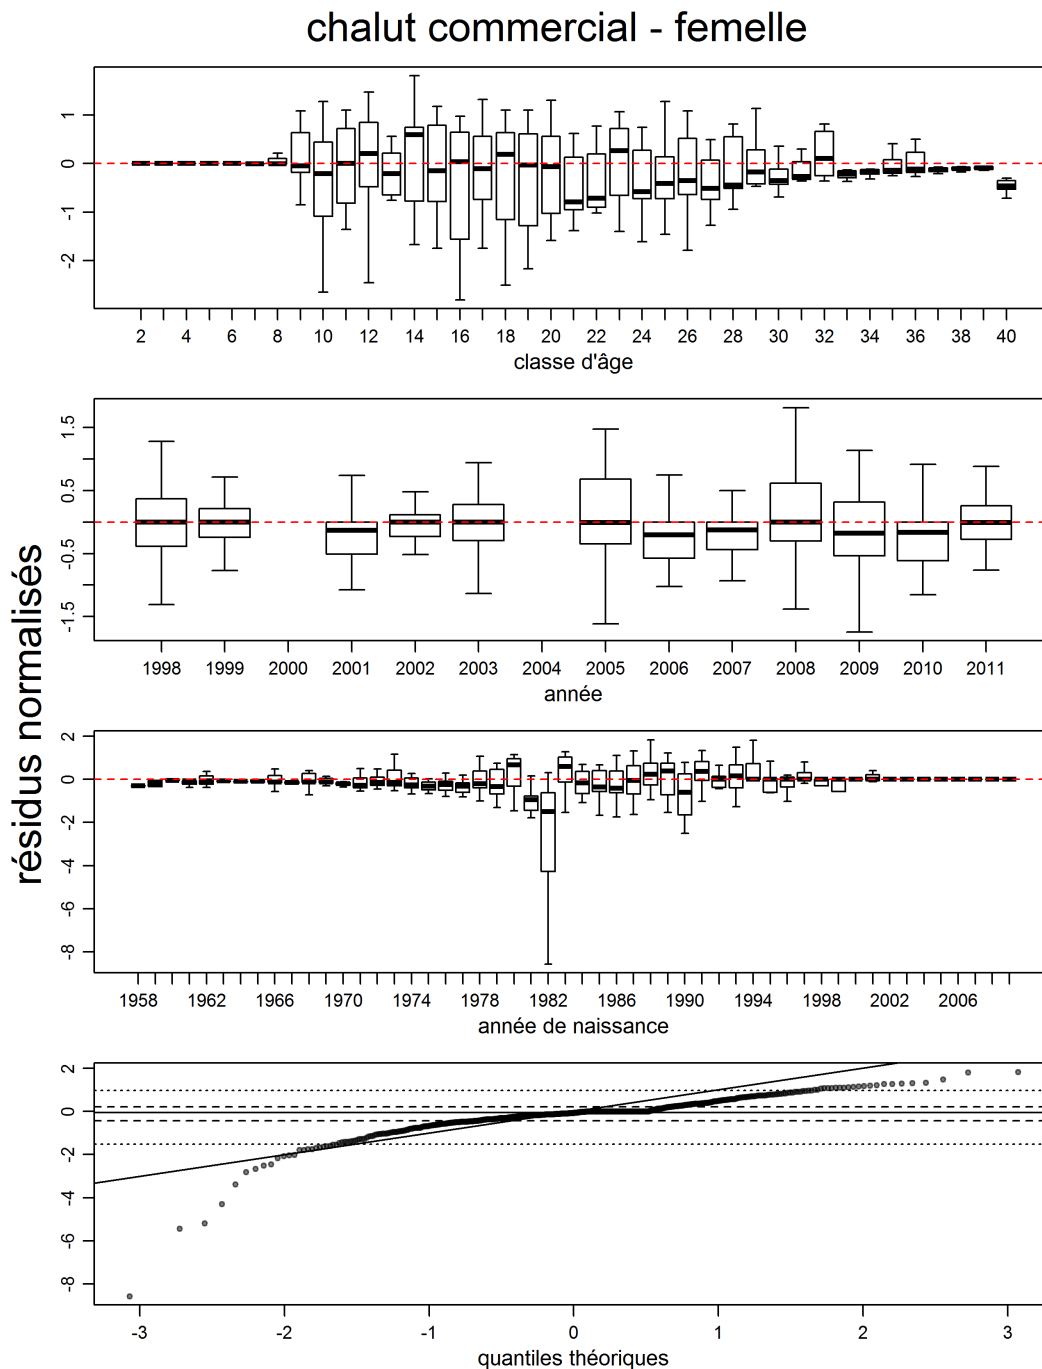 chalut commercial - femelle
résidus normalisés
1 0 -1 -2
2 4 6 8 10 12 14 16 18 20 22 24 26 28 30 32 34 36 38 40
classe d'âge
1.5 0.5 -0.5 -1.5
1998 1999 2000 2001 2002 2003 2004 2005 2006 2007 2008 2009 2010 2011
année
2 0 -2 -4 -6 -8
1958 1962 1966 1970 1974 1978 1982 1986 1990 1994 1998 2002 2006
année de naissance
2 0 -2 -4 -6 -8
-3 -2 -1 0 1 2 3
quantiles théoriques